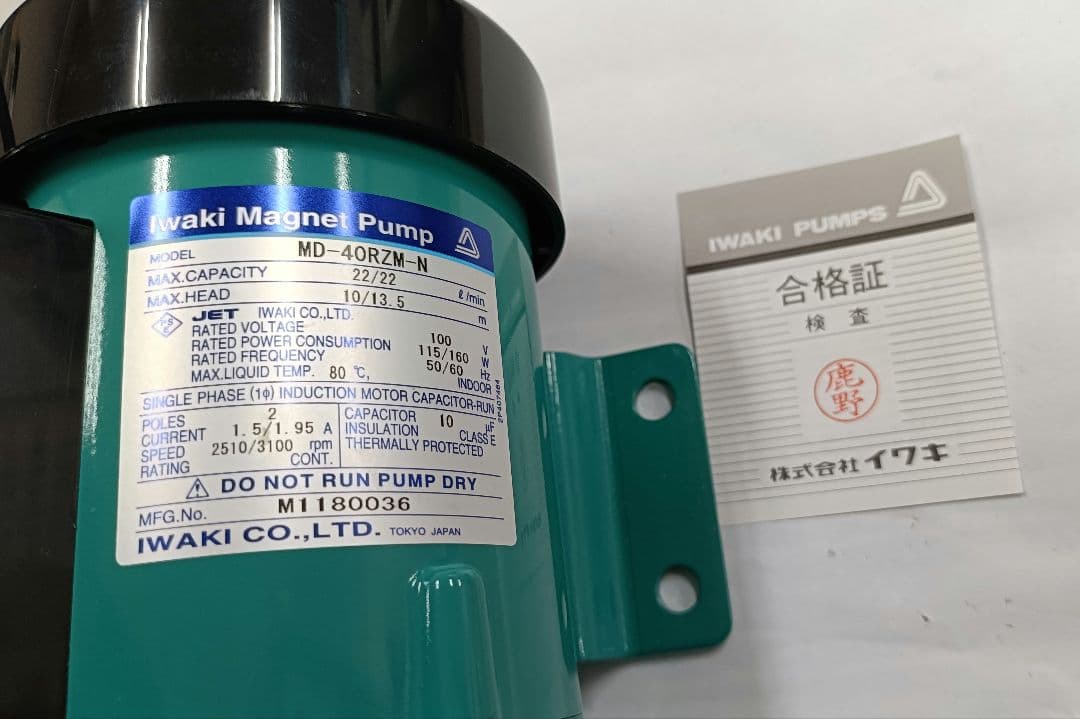 Iwaki Magnet Pump
MODEL MD-40RZM-N
MAX.CAPACITY 22/22 ℓ/min
MAX.HEAD 10/13.5 m
JET IWAKI CO.,LTD.
RATED VOLTAGE 100 V
RATED POWER CONSUMPTION 115/160 W
RATED FREQUENCY 50/60 Hz
MAX.LIQUID TEMP. 80 ℃, INDOOR
SINGLE PHASE (1ϕ) INDUCTION MOTOR CAPACITOR-RUN
POLES 2
CURRENT 1.5/1.95 A
SPEED 2510/3100 rpm
RATING CONT.
CAPACITOR 10 μF
INSULATION CLASS E
THERMALLY PROTECTED
DO NOT RUN PUMP DRY
MFG.No. M1180036
IWAKI CO.,LTD. TOKYO JAPAN
IWAKI PUMPS
合格証
検査
鹿野
株式会社イワキ